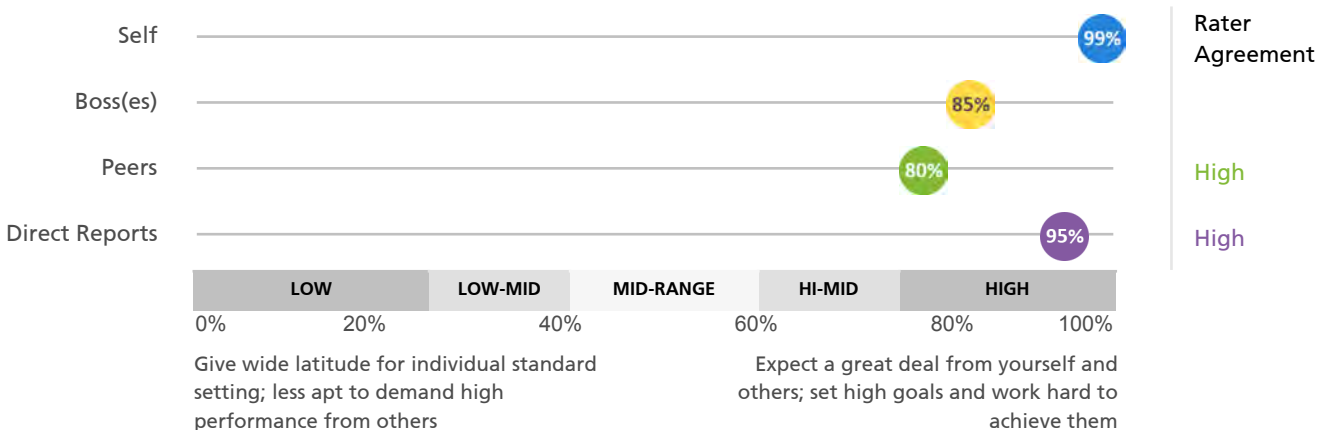 Self
99%
Rater
Agreement
Boss(es)
85%
Peers
80%
High
Direct Reports
95%
High
LOW LOW-MID MID-RANGE HI-MID HIGH
0% 20% 40% 60% 80% 100%
Give wide latitude for individual standard
setting; less apt to demand high
performance from others
Expect a great deal from yourself and
others; set high goals and work hard to
achieve them